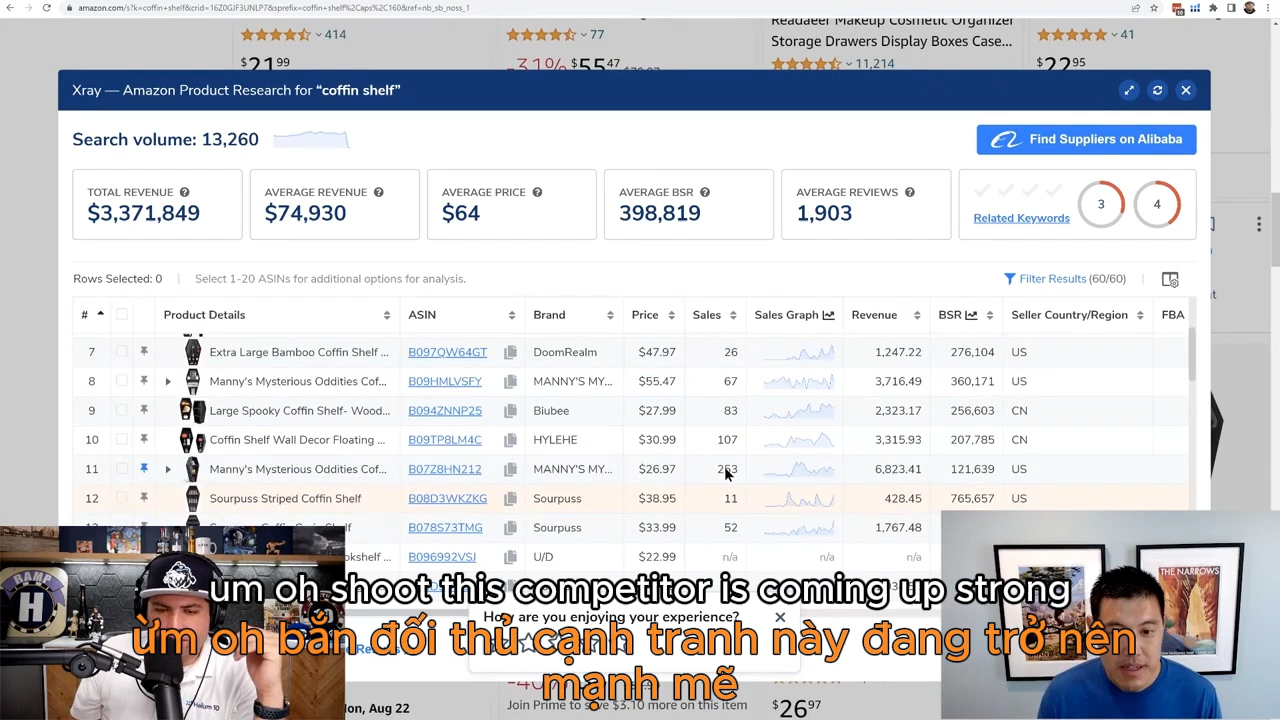 amazon.com/s?k=coffin+shelf&crid=16Z0GJF3UNLP7&sprefix=coffin+shelf%2Caps%2C160&ref=nb_sb_noss_1
414
77
Readaeer Makeup Cosmetic Organizer
Storage Drawers Display Boxes Case...
11,214
41
$21.99
-31% $55.47
$22.95
Xray — Amazon Product Research for “coffin shelf”
Search volume: 13,260
Find Suppliers on Alibaba
TOTAL REVENUE
$3,371,849
AVERAGE REVENUE
$74,930
AVERAGE PRICE
$64
AVERAGE BSR
398,819
AVERAGE REVIEWS
1,903
Related Keywords
3
4
Rows Selected: 0
Select 1-20 ASINs for additional options for analysis.
Filter Results (60/60)
# Product Details ASIN Brand Price Sales Sales Graph Revenue BSR Seller Country/Region FBA
7 Extra Large Bamboo Coffin Shelf ... B097QW64GT DoomRealm $47.97 26 1,247.22 276,104 US
8 Manny's Mysterious Oddities Cof... B09HMLVSFY MANNY'S MY... $55.47 67 3,716.49 360,171 US
9 Large Spooky Coffin Shelf- Wood... B094ZNNP25 Biubee $27.99 83 2,323.17 256,603 CN
10 Coffin Shelf Wall Decor Floating ... B09TP8LM4C HYLEHE $30.99 107 3,315.93 207,785 CN
11 Manny's Mysterious Oddities Cof... B07Z8HN212 MANNY'S MY... $26.97 253 6,823.41 121,639 US
12 Sourpuss Striped Coffin Shelf B08D3WKZKG Sourpuss $38.95 11 428.45 765,657 US
B078S73TMG Sourpuss $33.99 52 1,767.48
B096992VSJ U/D $22.99 n/a n/a n/a
um oh shoot this competitor is coming up strong
How are you enjoying your experience?
ừm oh bắn đối thủ cạnh tranh này đang trở nên
mạnh mẽ
RAMP
H
Helium 10
THE NARROWS
Join Prime to save $3.10 more on this item
Mon, Aug 22
$26.97